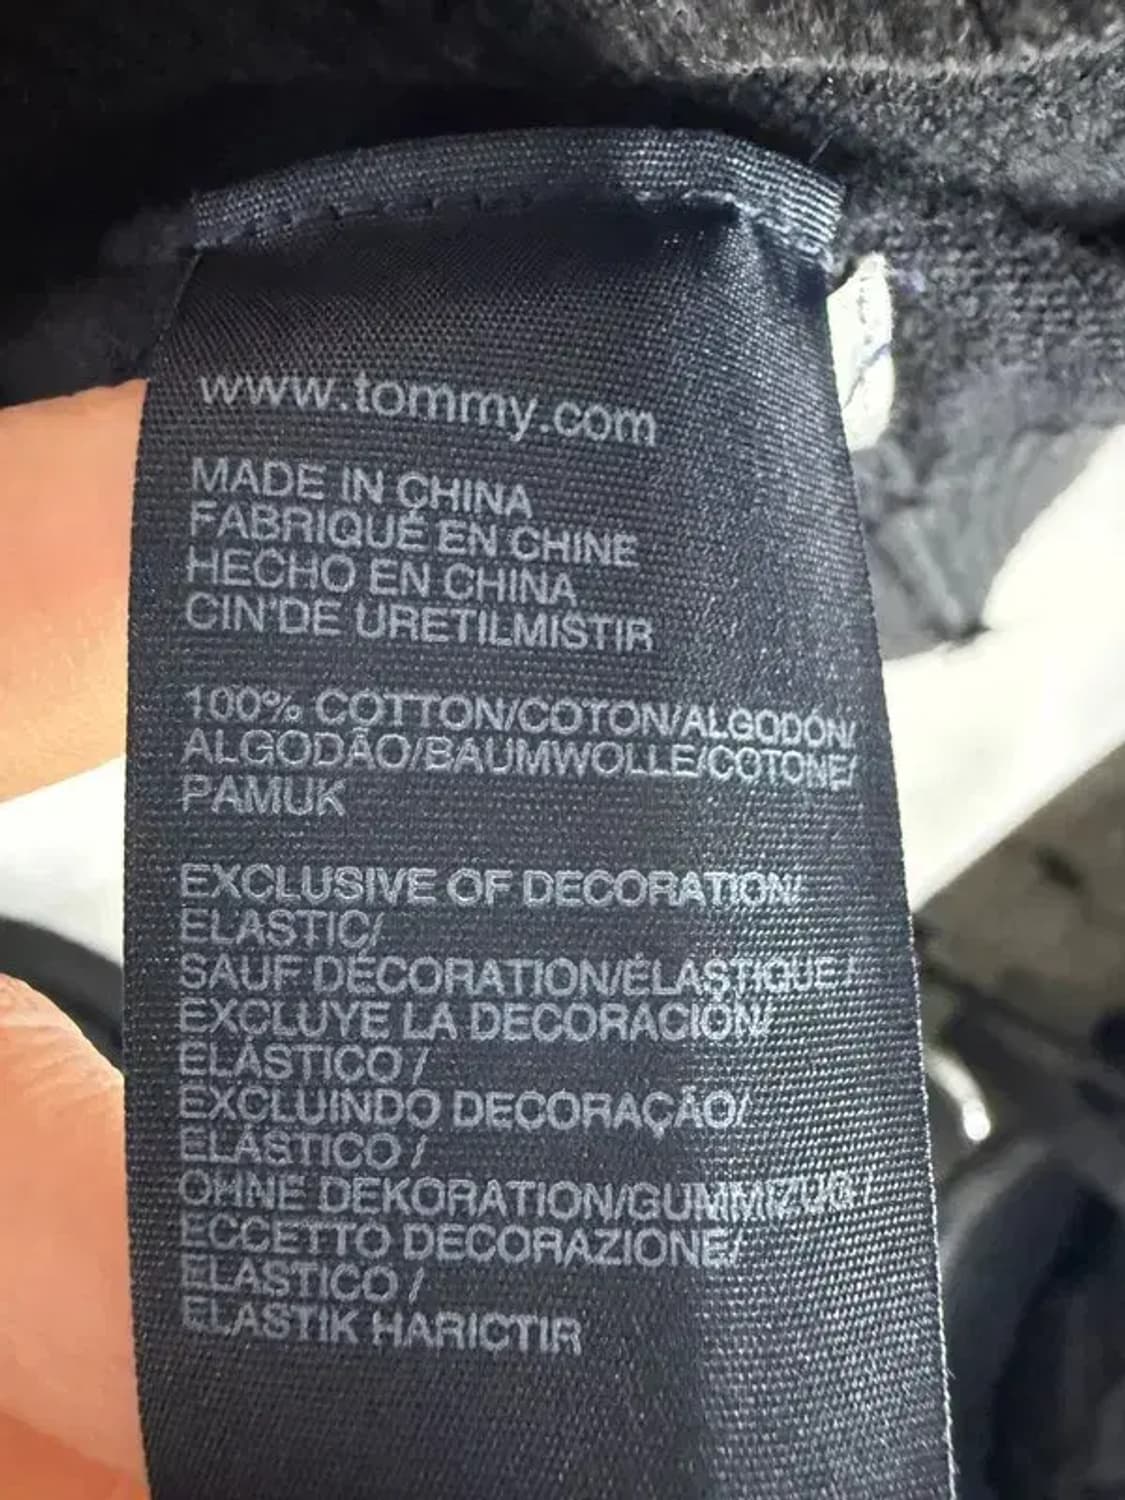 www.tommy.com
MADE IN CHINA
FABRIQUÉ EN CHINE
HECHO EN CHINA
CIN'DE URETILMISTIR
100% COTTON/COTON/ALGODÓN/
ALGODÃO/BAUMWOLLE/COTONE/
PAMUK
EXCLUSIVE OF DECORATION/
ELASTIC/
SAUF DÉCORATION/ÉLASTIQUE/
EXCLUYE LA DECORACIÓN/
ELÁSTICO /
EXCLUINDO DECORAÇÃO/
ELÁSTICO /
OHNE DEKORATION/GUMMIZUG/
ECCETTO DECORAZIONE/
ELASTICO /
ELASTIK HARICTIR